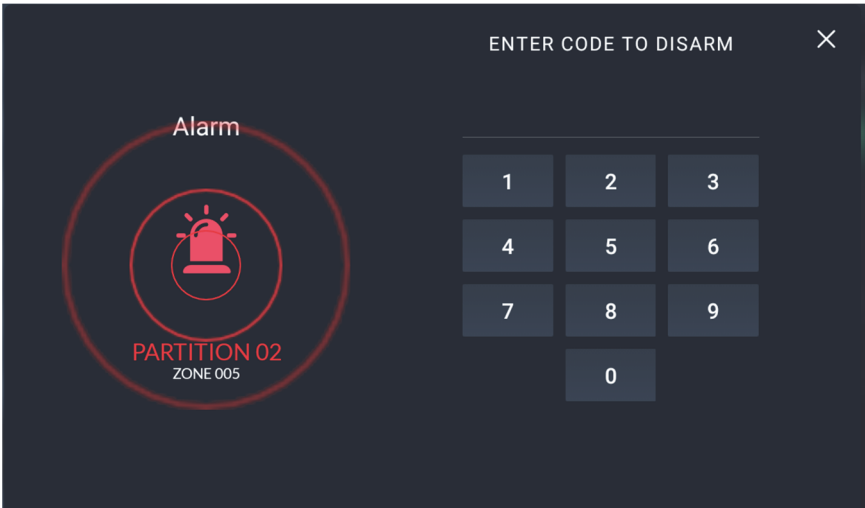 ENTER CODE TO DISARM
Alarm
1 2 3
4 5 6
7 8 9
0
PARTITION 02
ZONE 005